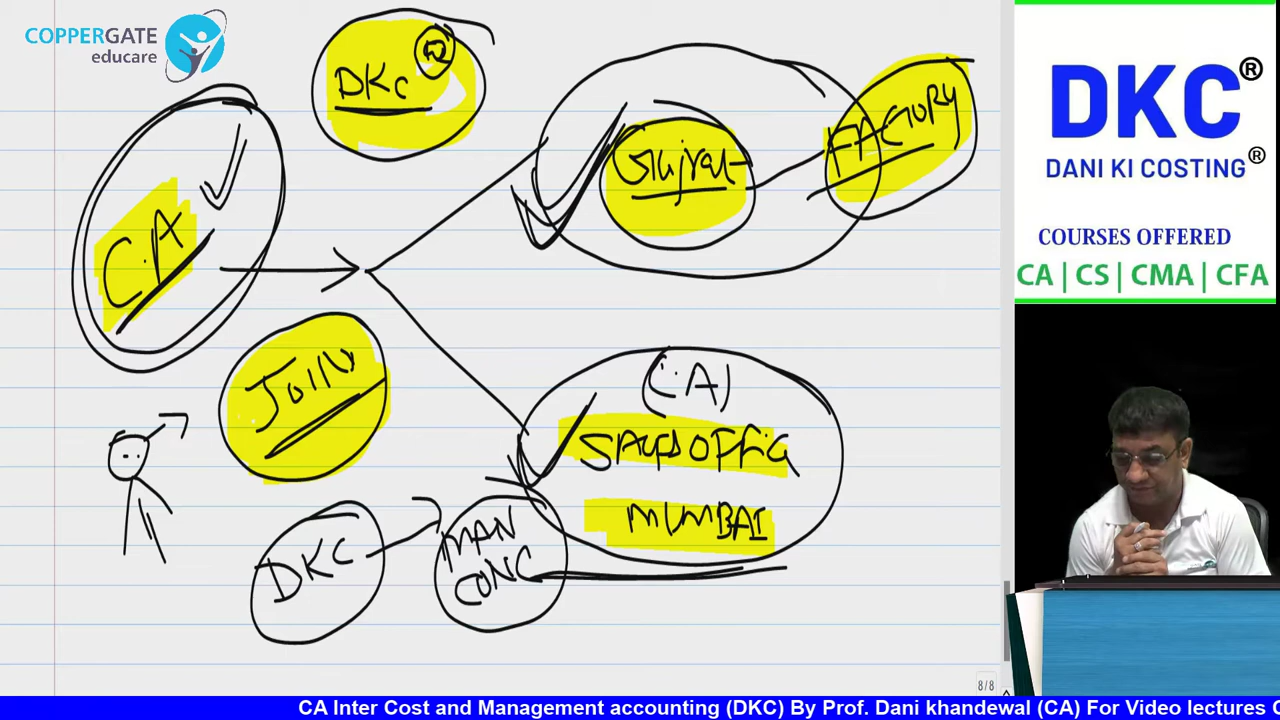 COPPERGATE
educare
DKC R
Gujrat
FACTORY
C.A
JOIN
(CA)
MUMBAI
DKC
MAN
CONC
8/8
DKC®
DANI KI COSTING®
COURSES OFFERED
CA | CS | CMA | CFA
CA Inter Cost and Management accounting (DKC) By Prof. Dani khandewal (CA) For Video lectures C